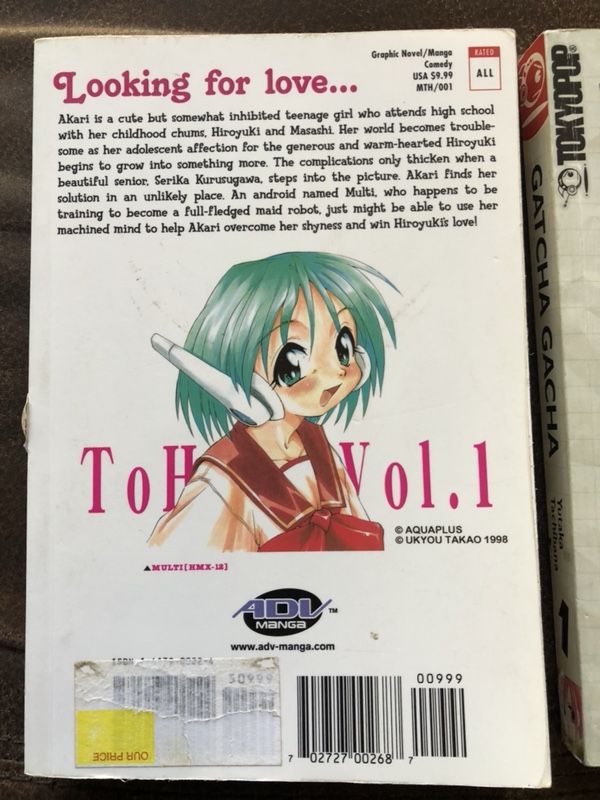 Graphic Novel/Manga
Comedy
USA $9.99
MTH/001
RATED
ALL
Looking for love...
Akari is a cute but somewhat inhibited teenage girl who attends high school
with her childhood chums, Hiroyuki and Masashi. Her world becomes trouble-
some as her adolescent affection for the generous and warm-hearted Hiroyuki
begins to grow into something more. The complications only thicken when a
beautiful senior, Serika Kurusugawa, steps into the picture. Akari finds her
solution in an unlikely place. An android named Multi, who happens to be
training to become a full-fledged maid robot, just might be able to use her
machined mind to help Akari overcome her shyness and win Hiroyuki's love!
ToH Vol.1
© AQUAPLUS
© UKYOU TAKAO 1998
▲MULTI[HMX-12]
ADV™
MANGA
www.adv-manga.com
50999
OUR PRICE
00999
7 02727 00268 7
TOKYOPOP®
GATCHA GACHA
Yutaka
Tachibana
1